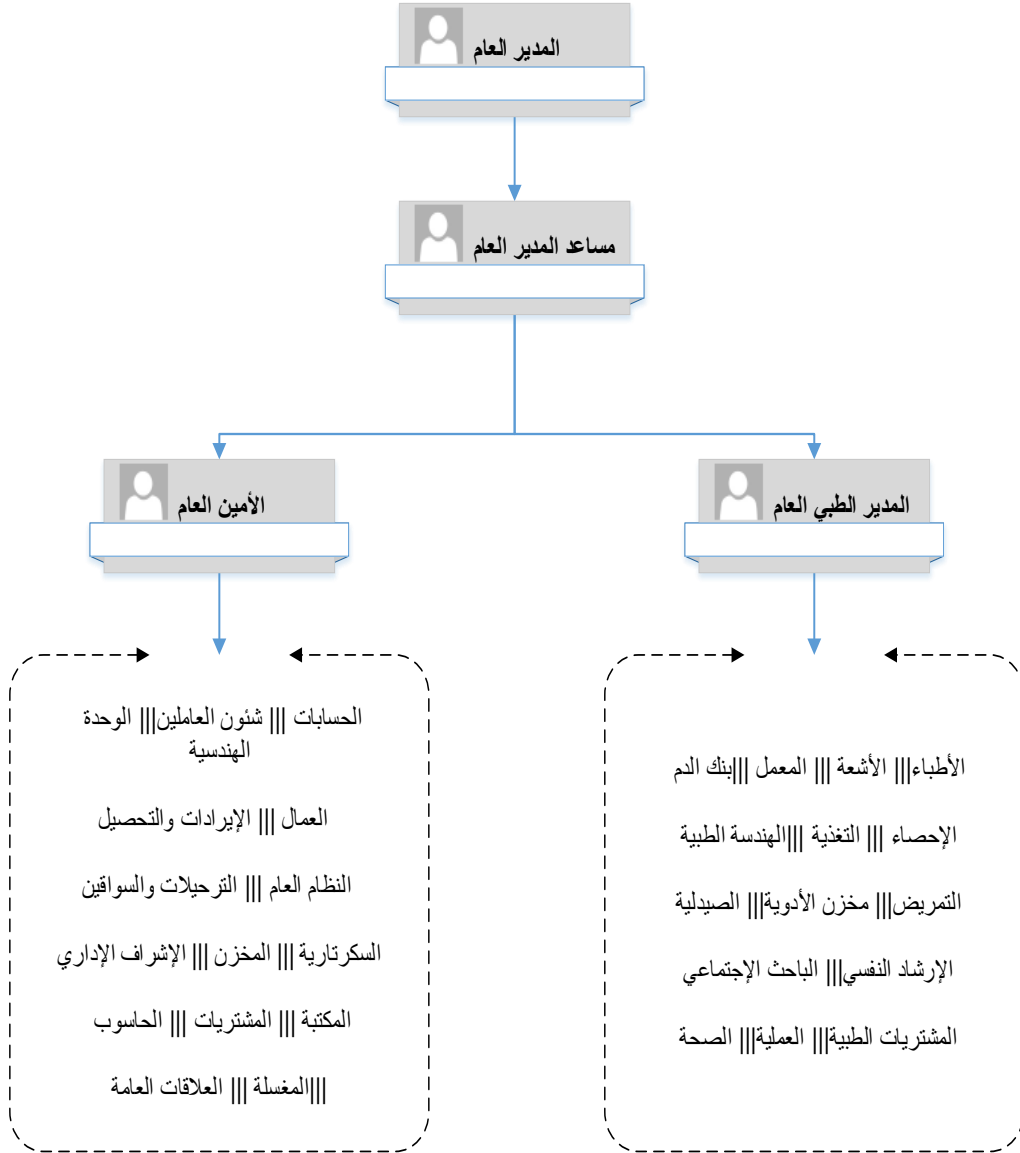 المدير العام
مساعد المدير العام
المدير الطبي العام
الأمين العام
الأطباء||| الأشعة ||| المعمل |||بنك الدم
الإحصاء ||| التغذية |||الهندسة الطبية
التمريض||| مخزن الأدوية||| الصيدلية
الإرشاد النفسي||| الباحث الإجتماعي
المشتريات الطبية||| العملية||| الصحة
الحسابات ||| شئون العاملين||| الوحدة
الهندسية
العمال ||| الإيرادات والتحصيل
النظام العام ||| الترحيلات والسواقين
السكرتارية ||| المخزن ||| الإشراف الإداري
المكتبة ||| المشتريات ||| الحاسوب
|||المغسلة ||| العلاقات العامة